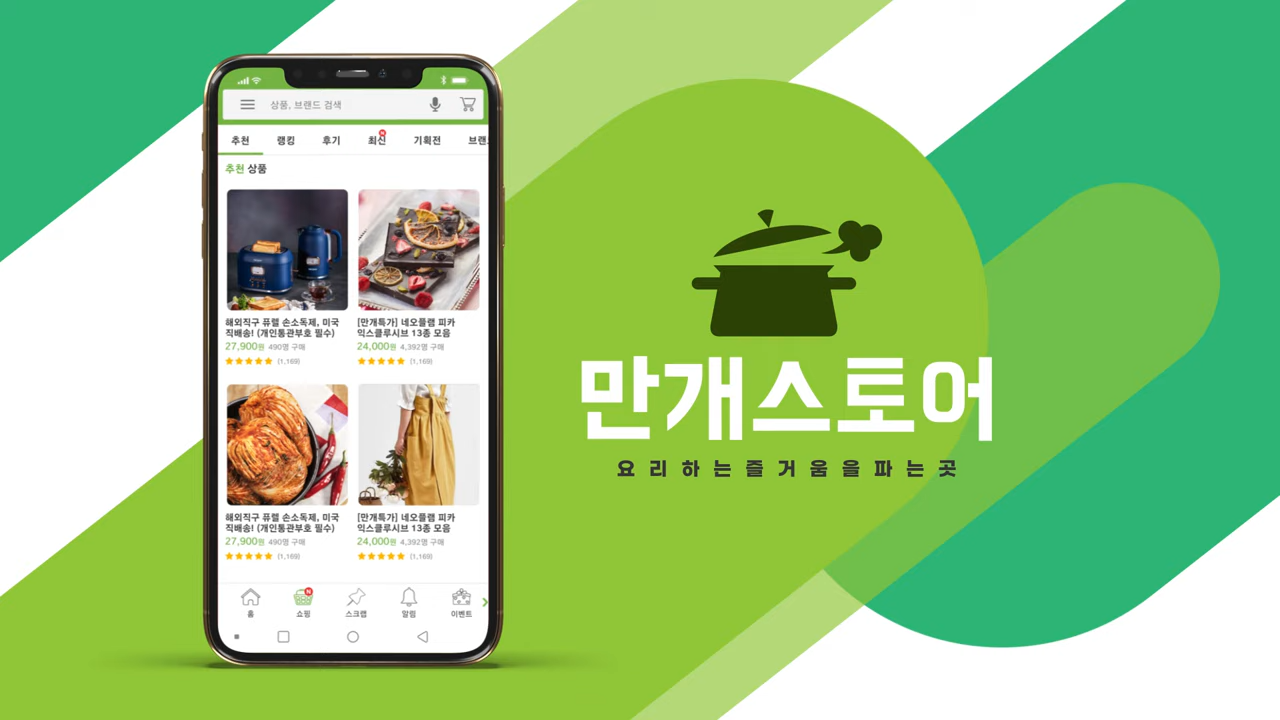 상품, 브랜드 검색
추천 랭킹 후기 최신 기획전 브랜드
추천 상품
해외직구 퓨렐 손소독제, 미국
직배송! (개인통관부호 필수)
27,900원 490명 구매
(1,169)
[만개특가] 네오플램 피카
익스클루시브 13종 모음
24,000원 4,392명 구매
(1,169)
해외직구 퓨렐 손소독제, 미국
직배송! (개인통관부호 필수)
27,900원 490명 구매
(1,169)
[만개특가] 네오플램 피카
익스클루시브 13종 모음
24,000원 4,392명 구매
(1,169)
홈 쇼핑 스크랩 알림 이벤트
만개스토어
요리하는즐거움을파는곳